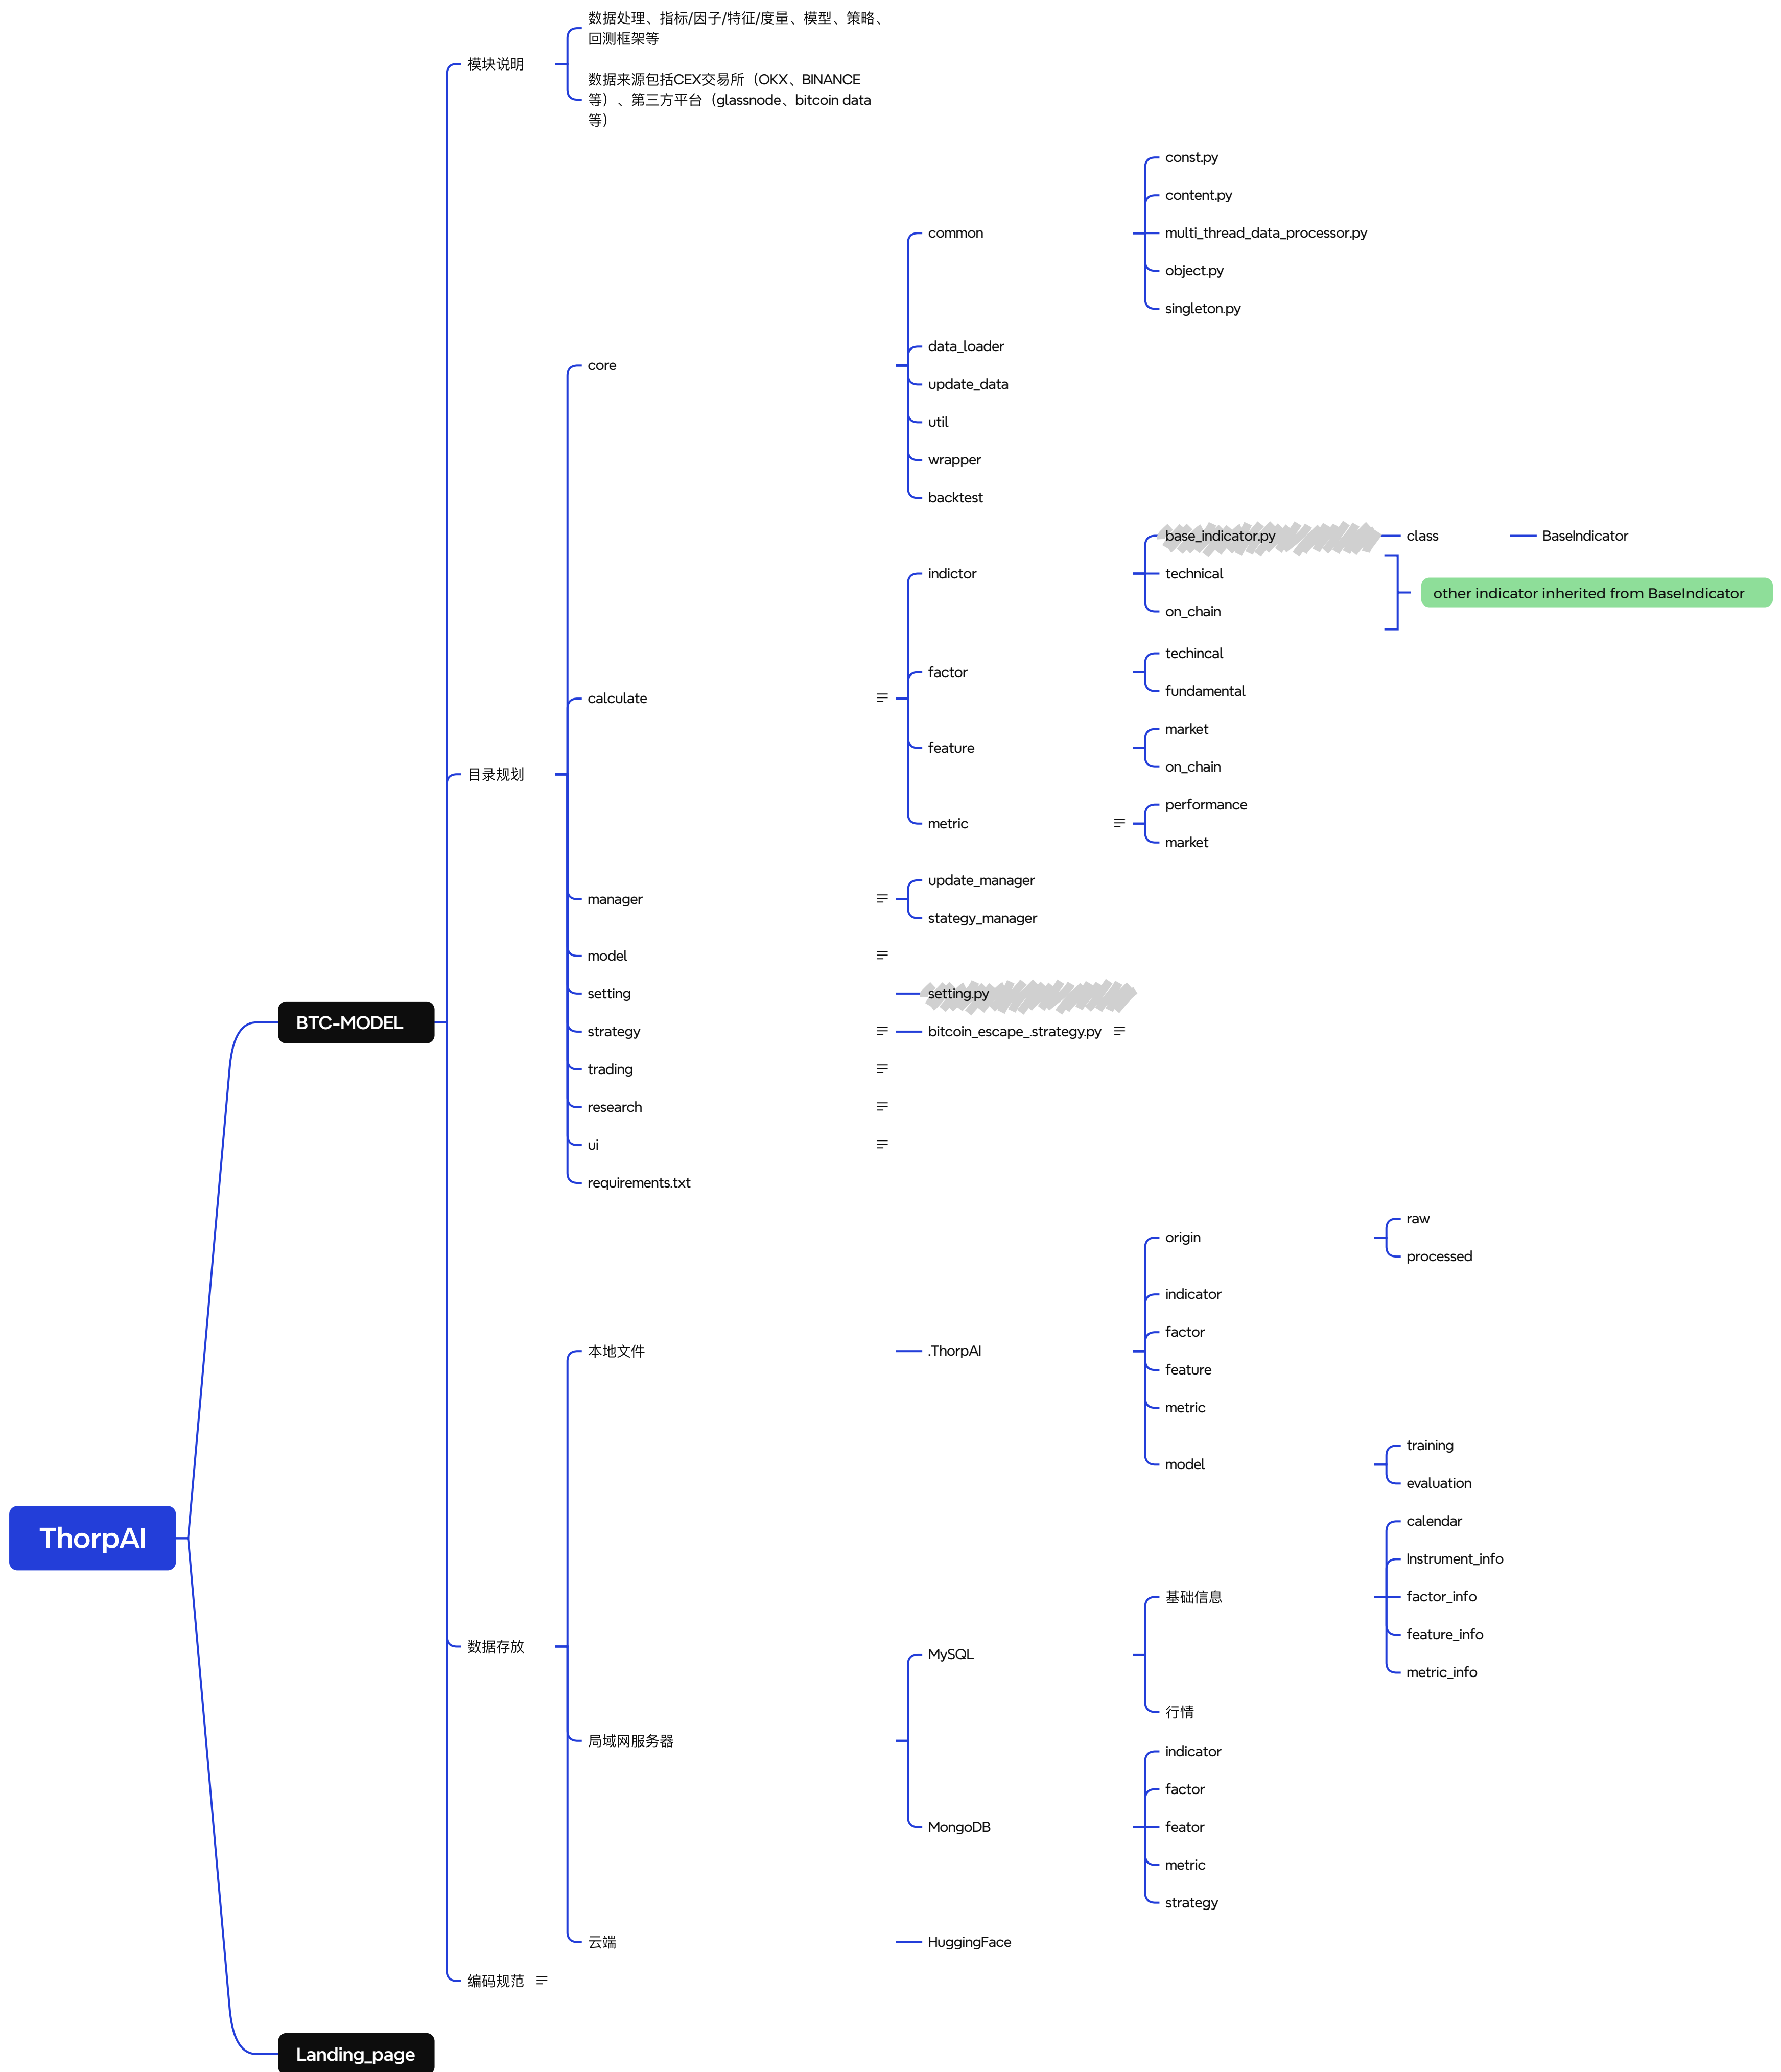 数据处理、指标/因子/特征/度量、模型、策略、
回测框架等
模块说明
数据来源包括CEX交易所（OKX、BINANCE
等）、第三方平台（glassnode、bitcoin data
等）
const.py
content.py
common
multi_thread_data_processor.py
object.py
singleton.py
data_loader
core
update_data
util
wrapper
backtest
base_indicator.py
class
BaseIndicator
indictor
technical
other indicator inherited from BaseIndicator
on_chain
techincal
factor
fundamental
calculate
market
feature
on_chain
目录规划
performance
metric
market
update_manager
manager
stategy_manager
model
setting
setting.py
BTC-MODEL
strategy
bitcoin_escape_.strategy.py
trading
research
ui
requirements.txt
raw
origin
processed
indicator
factor
本地文件
.ThorpAI
feature
metric
training
model
evaluation
calendar
ThorpAI
Instrument_info
基础信息
factor_info
feature_info
数据存放
MySQL
metric_info
行情
局域网服务器
indicator
factor
MongoDB
feator
metric
strategy
云端
HuggingFace
编码规范
Landing_page